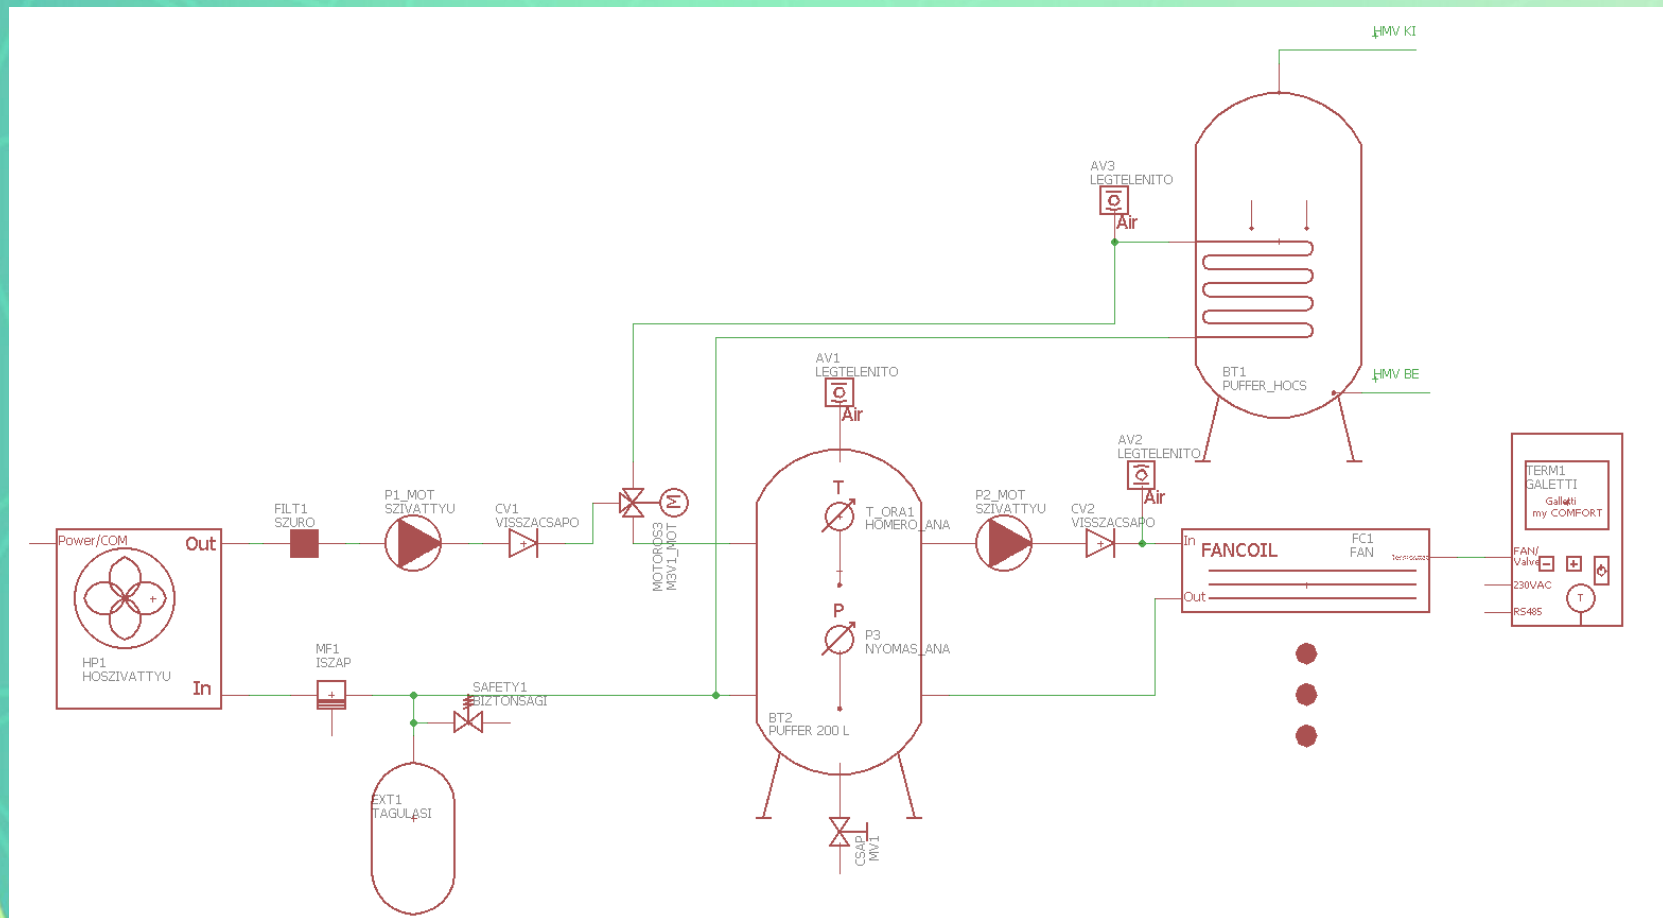 HMV KI
AV3
LEGTELENITO
Air
BT1
PUFFER_HOCS
HMV BE
AV1
LEGTELENITO
Air
AV2
LEGTELENITO
Air
T
T_ORA1
HOMERO_ANA
P
P3
NYOMAS_ANA
BT2
PUFFER 200 L
CSAP
MV1
P2_MOT
SZIVATTYU
CV2
VISSZACSAPO
In
FANCOIL
FC1
FAN
Out
TERM1
GALETTI
Galletti
my COMFORT
FAN/
Valve
230VAC
T
RS485
FILT1
SZURO
P1_MOT
SZIVATTYU
CV1
VISSZACSAPO
M
MOTOROS3
M3V1_MOT
Power/COM
Out
HP1
HOSZIVATTYU
In
MF1
ISZAP
SAFETY1
BIZTONSAGI
EXT1
TAGULASI